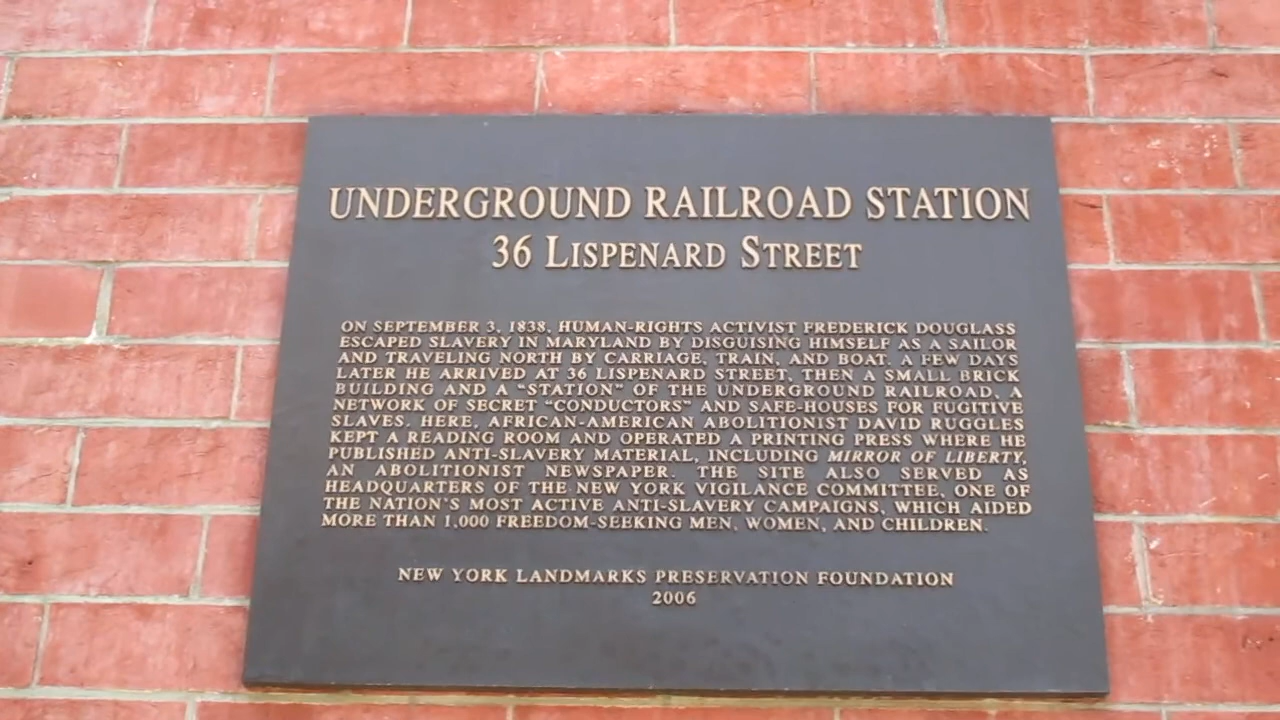 UNDERGROUND RAILROAD STATION
36 LISPENARD STREET
ON SEPTEMBER 3, 1838, HUMAN-RIGHTS ACTIVIST FREDERICK DOUGLASS
ESCAPED SLAVERY IN MARYLAND BY DISGUISING HIMSELF AS A SAILOR
AND TRAVELING NORTH BY CARRIAGE, TRAIN, AND BOAT. A FEW DAYS
LATER HE ARRIVED AT 36 LISPENARD STREET, THEN A SMALL BRICK
BUILDING AND A "STATION" OF THE UNDERGROUND RAILROAD, A
NETWORK OF SECRET "CONDUCTORS" AND SAFE-HOUSES FOR FUGITIVE
SLAVES. HERE, AFRICAN-AMERICAN ABOLITIONIST DAVID RUGGLES
KEPT A READING ROOM AND OPERATED A PRINTING PRESS WHERE HE
PUBLISHED ANTI-SLAVERY MATERIAL, INCLUDING MIRROR OF LIBERTY,
AN ABOLITIONIST NEWSPAPER. THE SITE ALSO SERVED AS
HEADQUARTERS OF THE NEW YORK VIGILANCE COMMITTEE, ONE OF
THE NATION'S MOST ACTIVE ANTI-SLAVERY CAMPAIGNS, WHICH AIDED
MORE THAN 1,000 FREEDOM-SEEKING MEN, WOMEN, AND CHILDREN.
NEW YORK LANDMARKS PRESERVATION FOUNDATION
2006